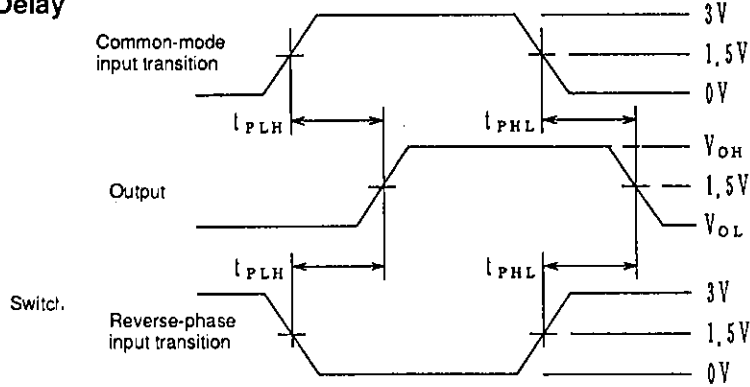 Delay
Common-mode
input transition
3V
1.5V
0V
tPLH
tPHL
VOH
Output
1.5V
VOL
tPLH
tPHL
Switch
3V
Reverse-phase
input transition
1.5V
0V